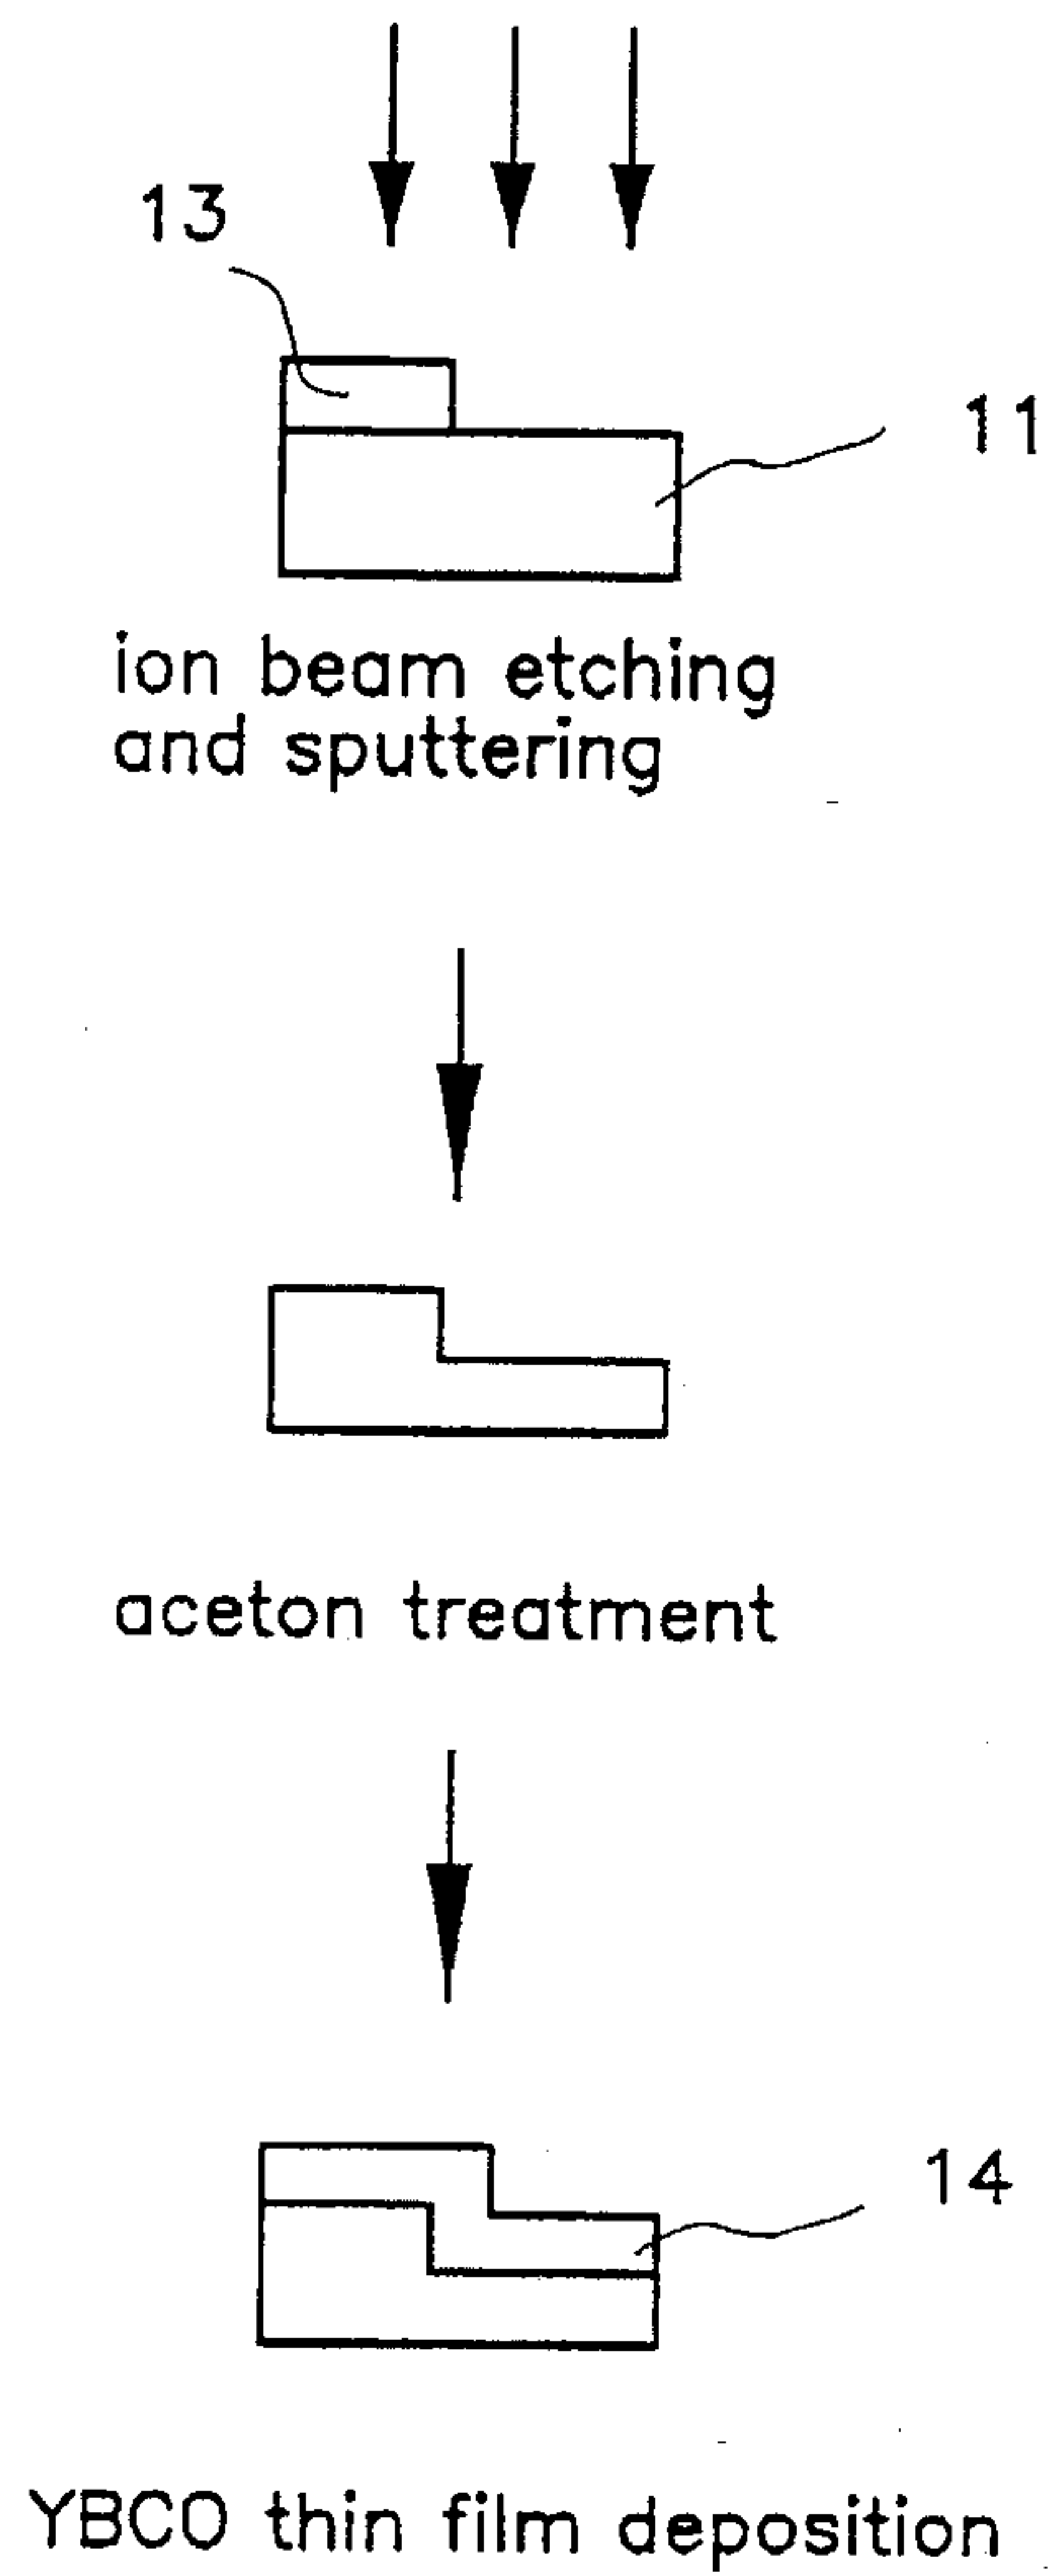 13
11
ion beam etching
and sputtering
aceton treatment
14
YBCO thin film deposition